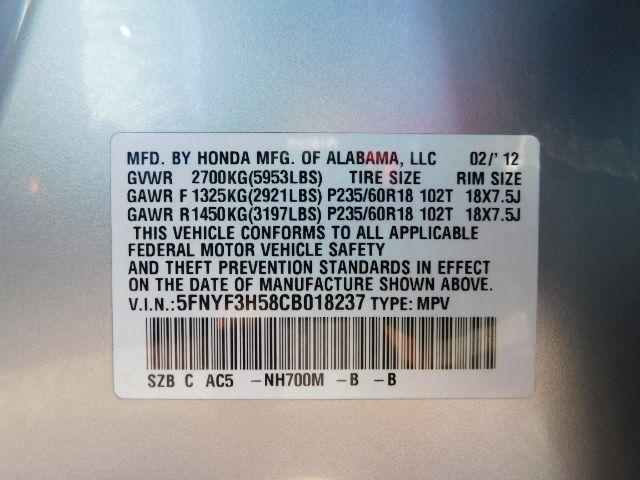 MFD. BY HONDA MFG. OF ALABAMA, LLC 02/' 12
GVWR 2700KG(5953LBS) TIRE SIZE RIM SIZE
GAWR F 1325KG(2921LBS) P235/60R18 102T 18X7.5J
GAWR R1450KG(3197LBS) P235/60R18 102T 18X7.5J
THIS VEHICLE CONFORMS TO ALL APPLICABLE
FEDERAL MOTOR VEHICLE SAFETY
AND THEFT PREVENTION STANDARDS IN EFFECT
ON THE DATE OF MANUFACTURE SHOWN ABOVE.
V.I.N.:5FNYF3H58CB018237 TYPE: MPV
SZB C AC5 -NH700M -B -B